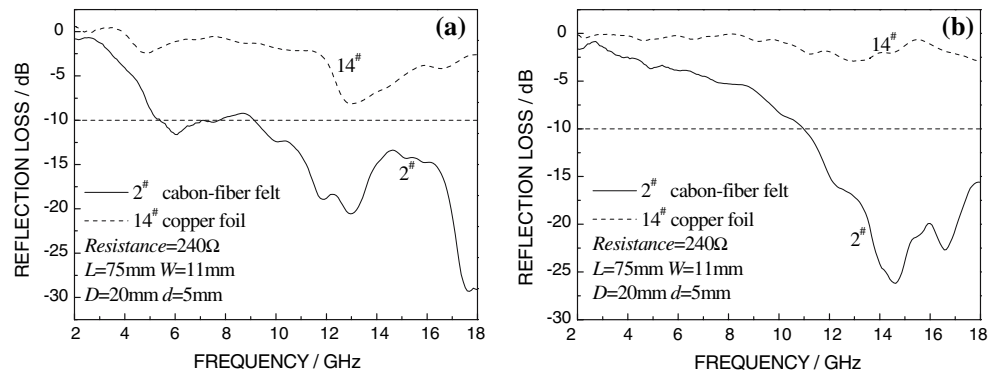 (a)
REFLECTION LOSS / dB
0
-5
-10
-15
-20
-25
-30
14#
2#
2# cabon-fiber felt
14# copper foil
Resistance=240Ω
L=75mm W=11mm
D=20mm d=5mm
2 4 6 8 10 12 14 16 18
FREQUENCY / GHz
(b)
REFLECTION LOSS / dB
0
-5
-10
-15
-20
-25
-30
14#
2#
2# cabon-fiber felt
14# copper foil
Resistance=240Ω
L=75mm W=11mm
D=20mm d=5mm
2 4 6 8 10 12 14 16 18
FREQUENCY / GHz